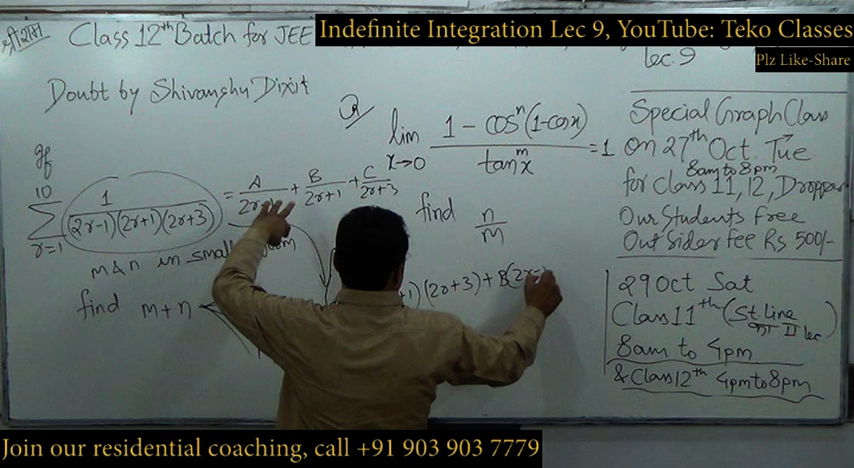 Indefinite Integration Lec 9, YouTube: Teko Classes
Plz Like-Share
श्री राम
Class 12th Batch for JEE
Lec. 9
Doubt by Shivanshu Dixit
Q
lim x→0 (1 - cosⁿ(1-cosx)) / tanᵐx = 1
find n/m
If
10 Σ r=1 1/((2r-1)(2r+1)(2r+3)) = A/2r + B/(2r+1) + C/(2r+3)
m & n in small
find m+n
1)(2r+3) + B(2r
Special Graph Class
On 27th Oct. Tue
8am to 8pm
for Class 11, 12, Dropper
Our Students Free
Out Sider Fee Rs 500/-
29 Oct Sat
Class 11th (St. Line
का II lec)
8am to 4pm
& Class 12th 4pm to 8pm
Join our residential coaching, call +91 903 903 7779